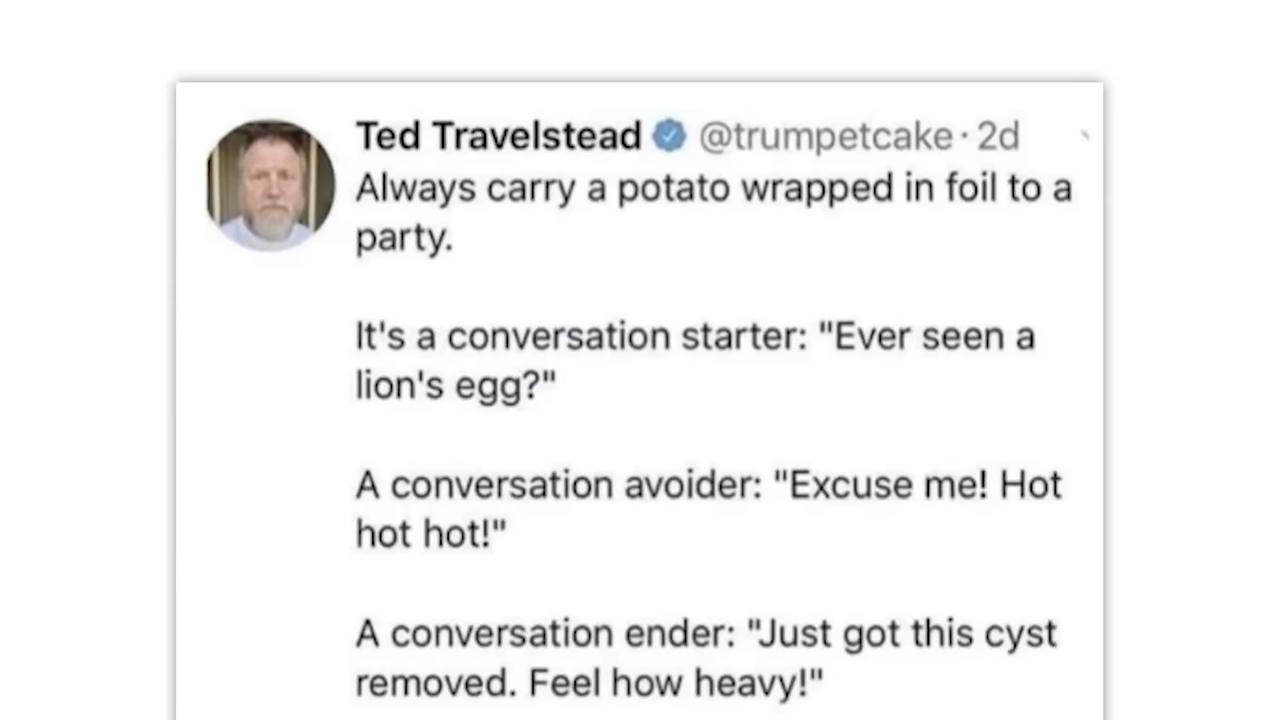 Ted Travelstead @trumpetcake · 2d
Always carry a potato wrapped in foil to a
party.
It's a conversation starter: "Ever seen a
lion's egg?"
A conversation avoider: "Excuse me! Hot
hot hot!"
A conversation ender: "Just got this cyst
removed. Feel how heavy!"